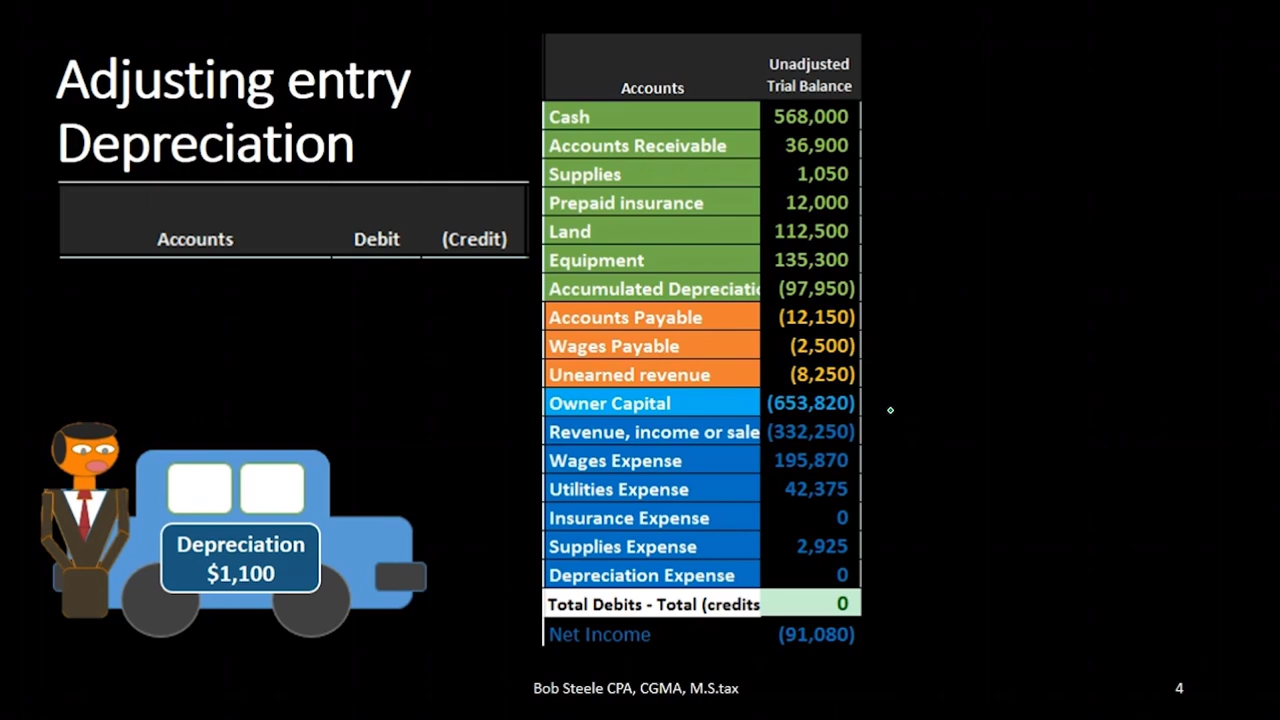 Adjusting entry
Depreciation
Accounts Debit (Credit)
Depreciation
$1,100
Accounts Unadjusted Trial Balance
Cash 568,000
Accounts Receivable 36,900
Supplies 1,050
Prepaid insurance 12,000
Land 112,500
Equipment 135,300
Accumulated Depreciatio (97,950)
Accounts Payable (12,150)
Wages Payable (2,500)
Unearned revenue (8,250)
Owner Capital (653,820)
Revenue, income or sale (332,250)
Wages Expense 195,870
Utilities Expense 42,375
Insurance Expense 0
Supplies Expense 2,925
Depreciation Expense 0
Total Debits - Total (credits 0
Net Income (91,080)
Bob Steele CPA, CGMA, M.S.tax
4